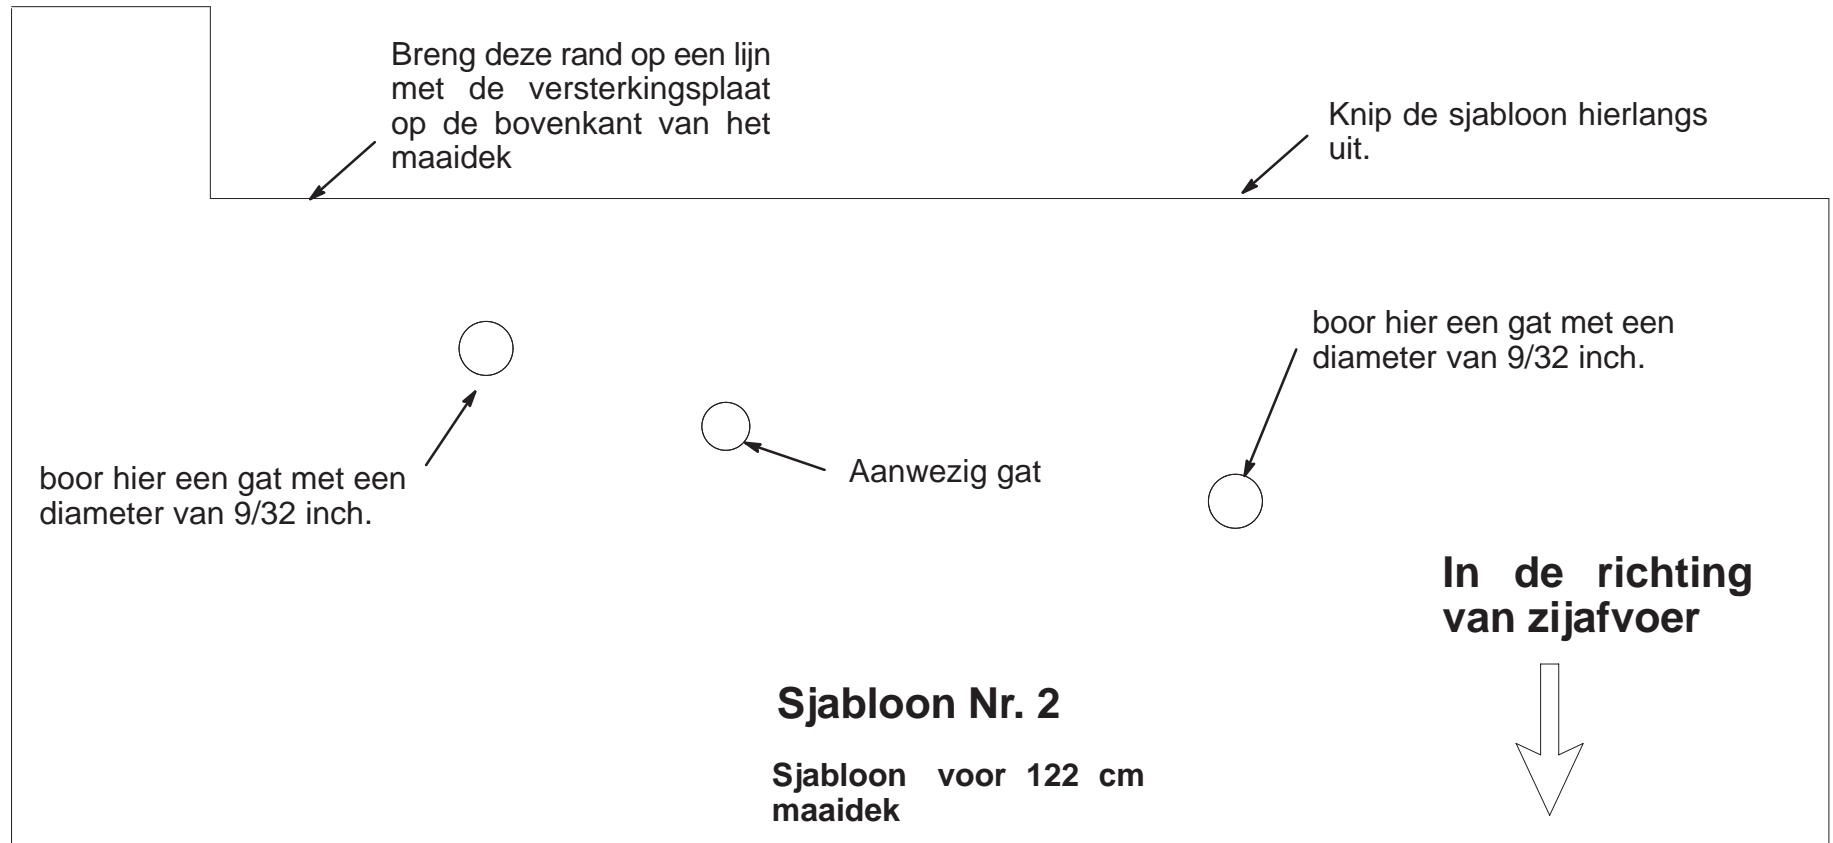 Breng deze rand op een lijn
met de versterkingsplaat
op de bovenkant van het
maaidek
Knip de sjabloon hierlangs
uit.
boor hier een gat met een
diameter van 9/32 inch.
boor hier een gat met een
diameter van 9/32 inch.
Aanwezig gat
In de richting
van zijafvoer
Sjabloon Nr. 2
Sjabloon voor 122 cm
maaidek